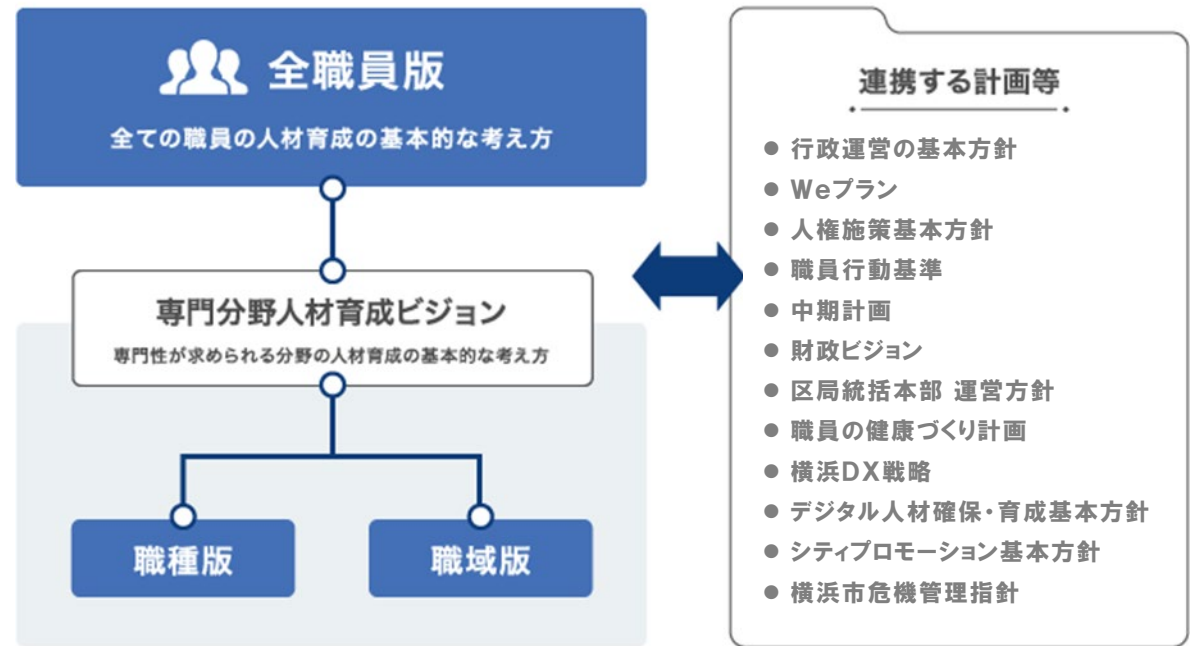 全職員版
全ての職員の人材育成の基本的な考え方
専門分野人材育成ビジョン
専門性が求められる分野の人材育成の基本的な考え方
職種版
職域版
連携する計画等
● 行政運営の基本方針
● Weプラン
● 人権施策基本方針
● 職員行動基準
● 中期計画
● 財政ビジョン
● 区局統括本部 運営方針
● 職員の健康づくり計画
● 横浜DX戦略
● デジタル人材確保・育成基本方針
● シティプロモーション基本方針
● 横浜市危機管理指針